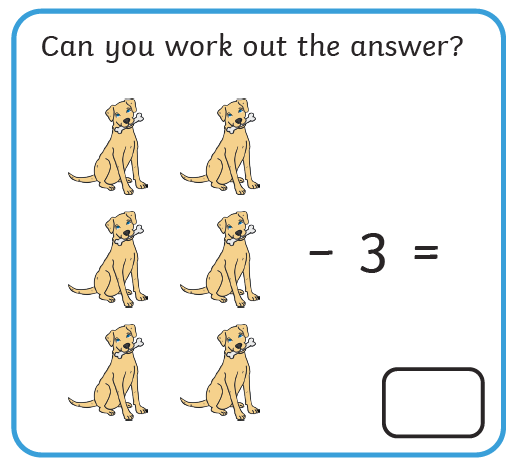 Can you work out the answer?
– 3 =